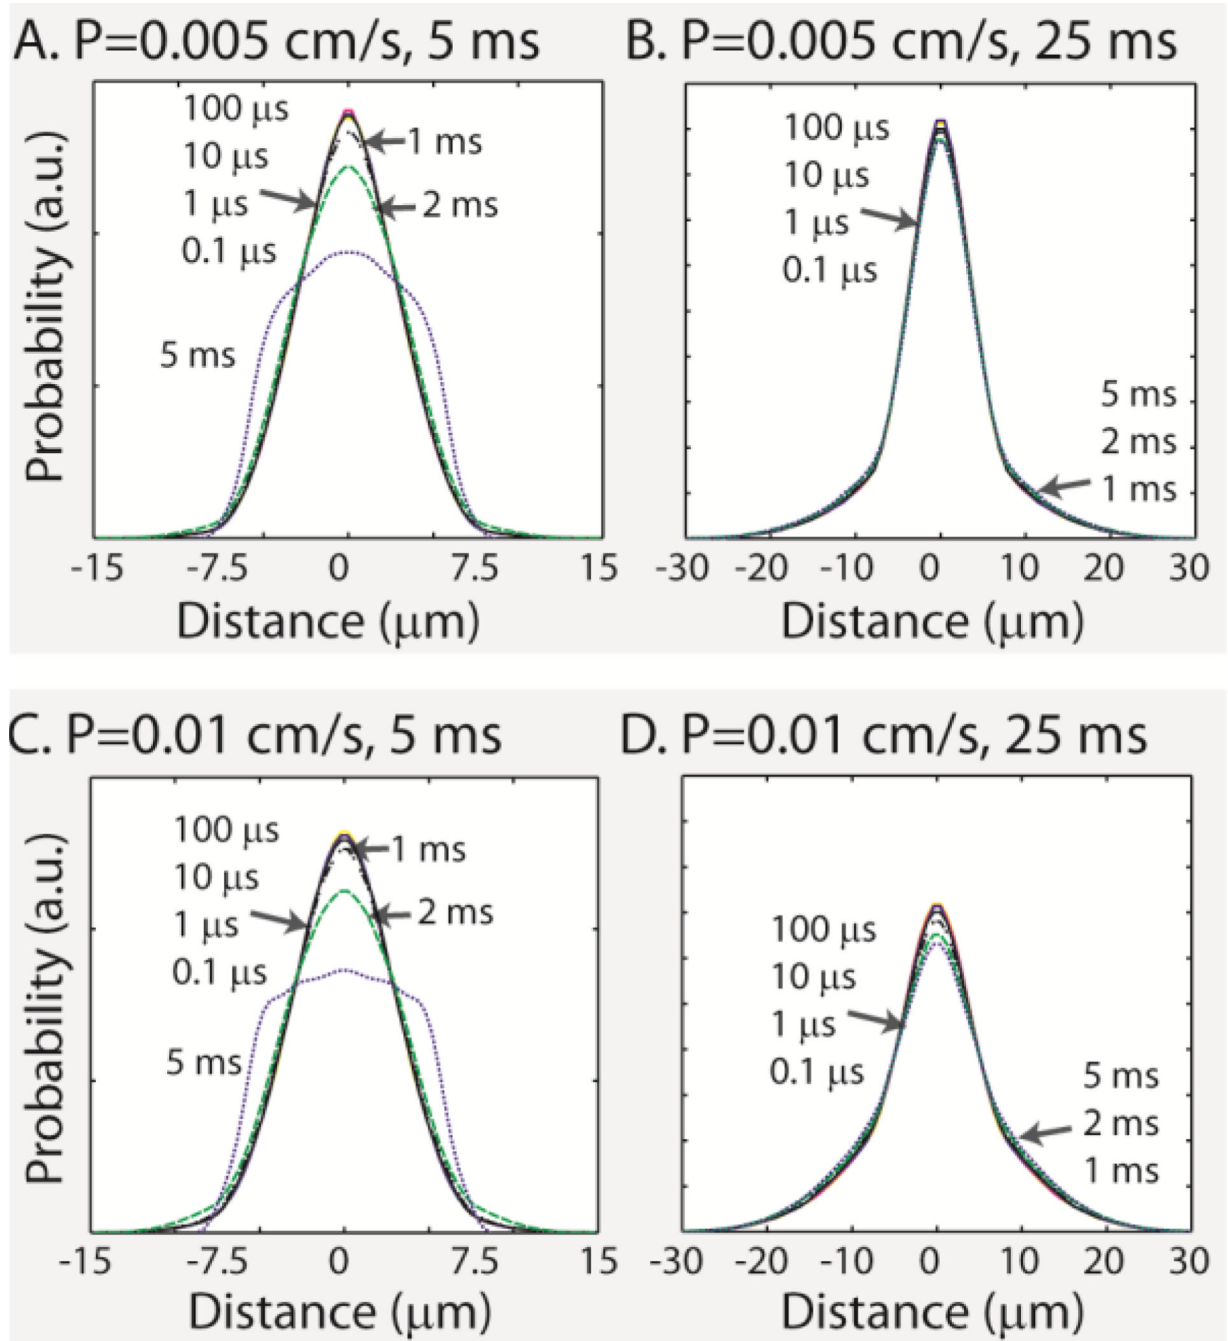 A. P=0.005 cm/s, 5 ms
Probability (a.u.)
100 μs
10 μs
1 μs
0.1 μs
1 ms
2 ms
5 ms
-15 -7.5 0 7.5 15
Distance (μm)
B. P=0.005 cm/s, 25 ms
100 μs
10 μs
1 μs
0.1 μs
5 ms
2 ms
1 ms
-30 -20 -10 0 10 20 30
Distance (μm)
C. P=0.01 cm/s, 5 ms
Probability (a.u.)
100 μs
10 μs
1 μs
0.1 μs
1 ms
2 ms
5 ms
-15 -7.5 0 7.5 15
Distance (μm)
D. P=0.01 cm/s, 25 ms
100 μs
10 μs
1 μs
0.1 μs
5 ms
2 ms
1 ms
-30 -20 -10 0 10 20 30
Distance (μm)